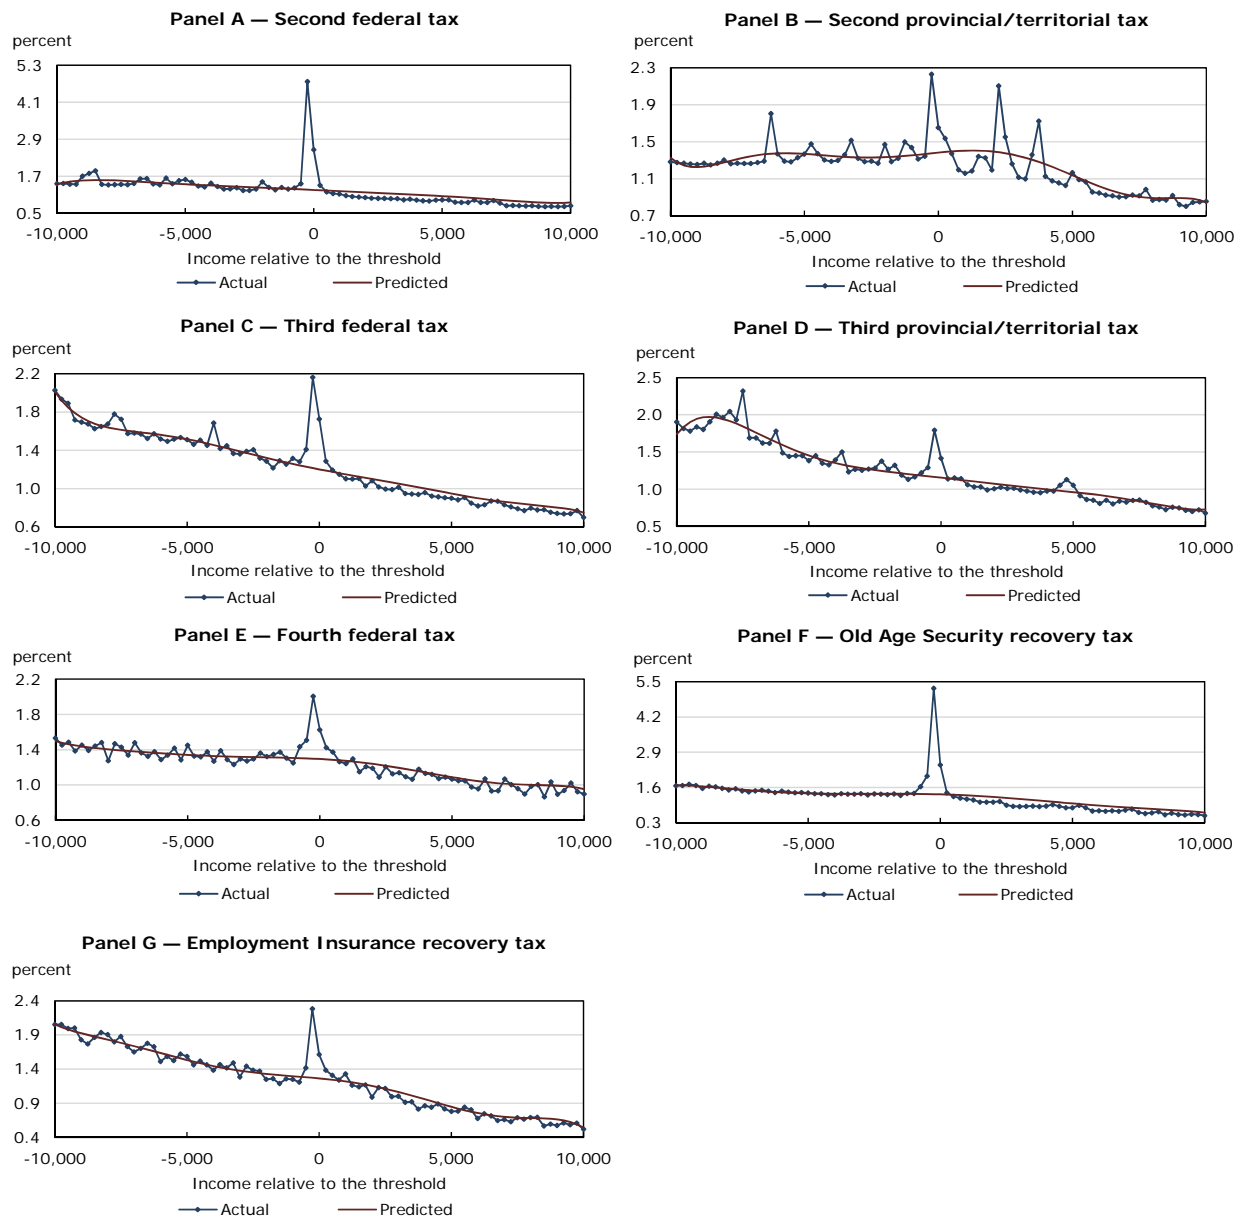 Panel A — Second federal tax
percent
5.3
4.1
2.9
1.7
0.5
-10,000 -5,000 0 5,000 10,000
Income relative to the threshold
Actual Predicted
Panel B — Second provincial/territorial tax
percent
2.3
1.9
1.5
1.1
0.7
-10,000 -5,000 0 5,000 10,000
Income relative to the threshold
Actual Predicted
Panel C — Third federal tax
percent
2.2
1.8
1.4
1.0
0.6
-10,000 -5,000 0 5,000 10,000
Income relative to the threshold
Actual Predicted
Panel D — Third provincial/territorial tax
percent
2.5
2.0
1.5
1.0
0.5
-10,000 -5,000 0 5,000 10,000
Income relative to the threshold
Actual Predicted
Panel E — Fourth federal tax
percent
2.2
1.8
1.4
1.0
0.6
-10,000 -5,000 0 5,000 10,000
Income relative to the threshold
Actual Predicted
Panel F — Old Age Security recovery tax
percent
5.5
4.2
2.9
1.6
0.3
-10,000 -5,000 0 5,000 10,000
Income relative to the threshold
Actual Predicted
Panel G — Employment Insurance recovery tax
percent
2.4
1.9
1.4
0.9
0.4
-10,000 -5,000 0 5,000 10,000
Income relative to the threshold
Actual Predicted